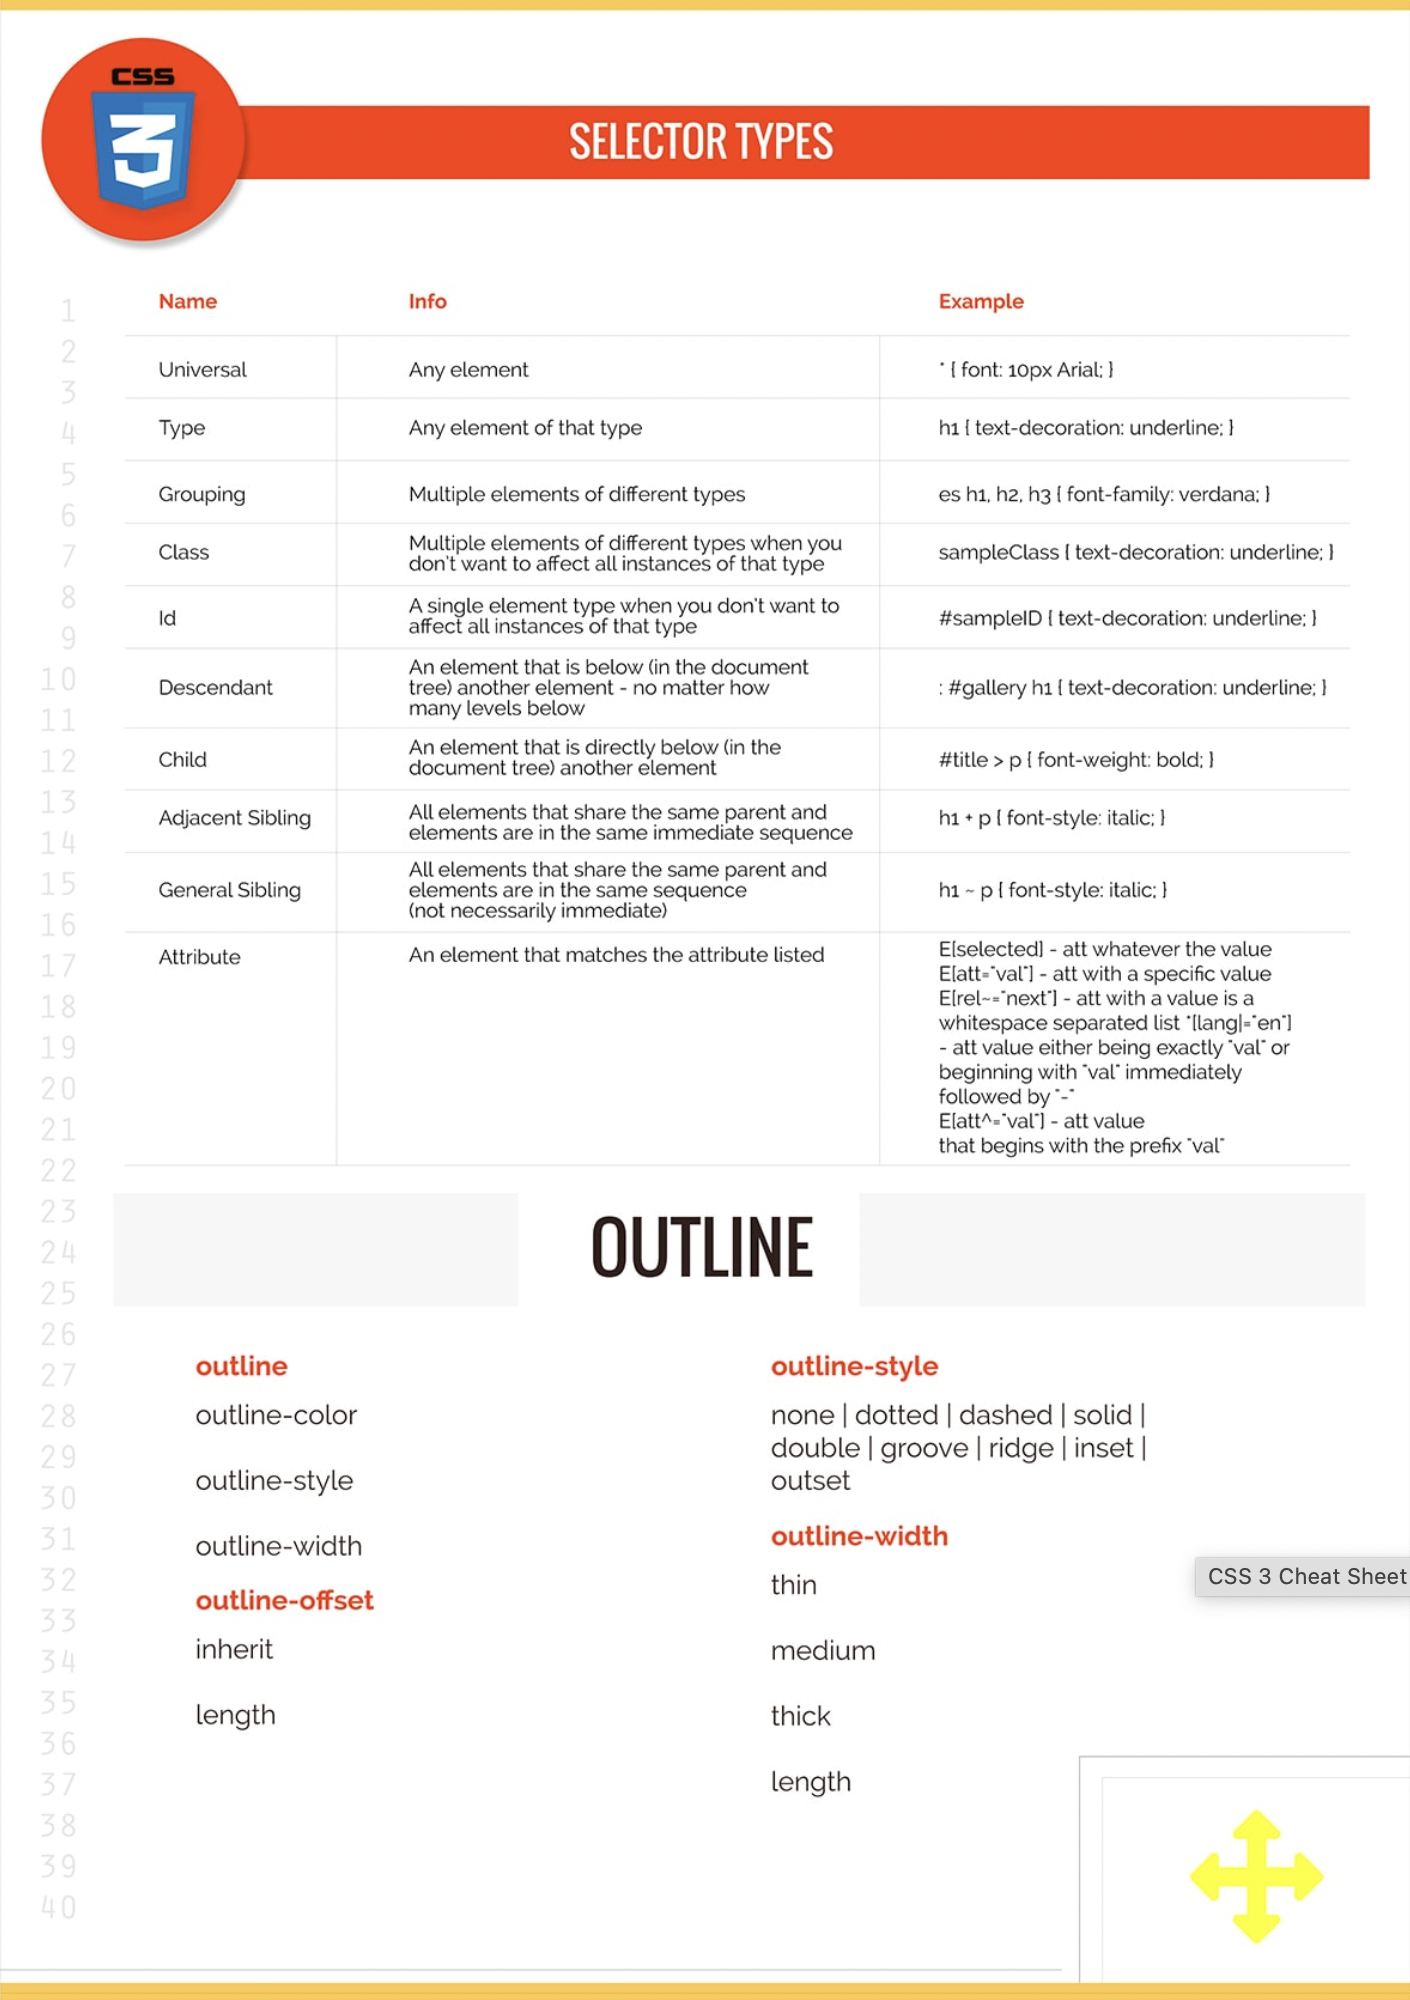 CSS
3
SELECTOR TYPES
Name Info Example
1
2
3
4
5
6
7
8
9
10
11
12
13
14
15
16
17
18
19
20
21
22
23
24
25
26
27
28
29
30
31
32
33
34
35
36
37
38
39
40
Universal Any element * { font: 10px Arial; }
Type Any element of that type h1 { text-decoration: underline; }
Grouping Multiple elements of different types es h1, h2, h3 { font-family: verdana; }
Class Multiple elements of different types when you
don't want to affect all instances of that type
sampleClass { text-decoration: underline; }
Id A single element type when you don't want to
affect all instances of that type
#sampleID { text-decoration: underline; }
Descendant An element that is below (in the document
tree) another element - no matter how
many levels below
: #gallery h1 { text-decoration: underline; }
Child An element that is directly below (in the
document tree) another element
#title > p { font-weight: bold; }
Adjacent Sibling All elements that share the same parent and
elements are in the same immediate sequence
h1 + p { font-style: italic; }
General Sibling All elements that share the same parent and
elements are in the same sequence
(not necessarily immediate)
h1 ~ p { font-style: italic; }
Attribute An element that matches the attribute listed
E[selected] - att whatever the value
E[att="val"] - att with a specific value
E[rel~="next"] - att with a value is a
whitespace separated list *[lang|="en"]
- att value either being exactly "val" or
beginning with "val" immediately
followed by "-"
E[att^="val"] - att value
that begins with the prefix "val"
OUTLINE
outline
outline-color
outline-style
outline-width
outline-offset
inherit
length
outline-style
none | dotted | dashed | solid |
double | groove | ridge | inset |
outset
outline-width
thin
medium
thick
length
CSS 3 Cheat Sheet